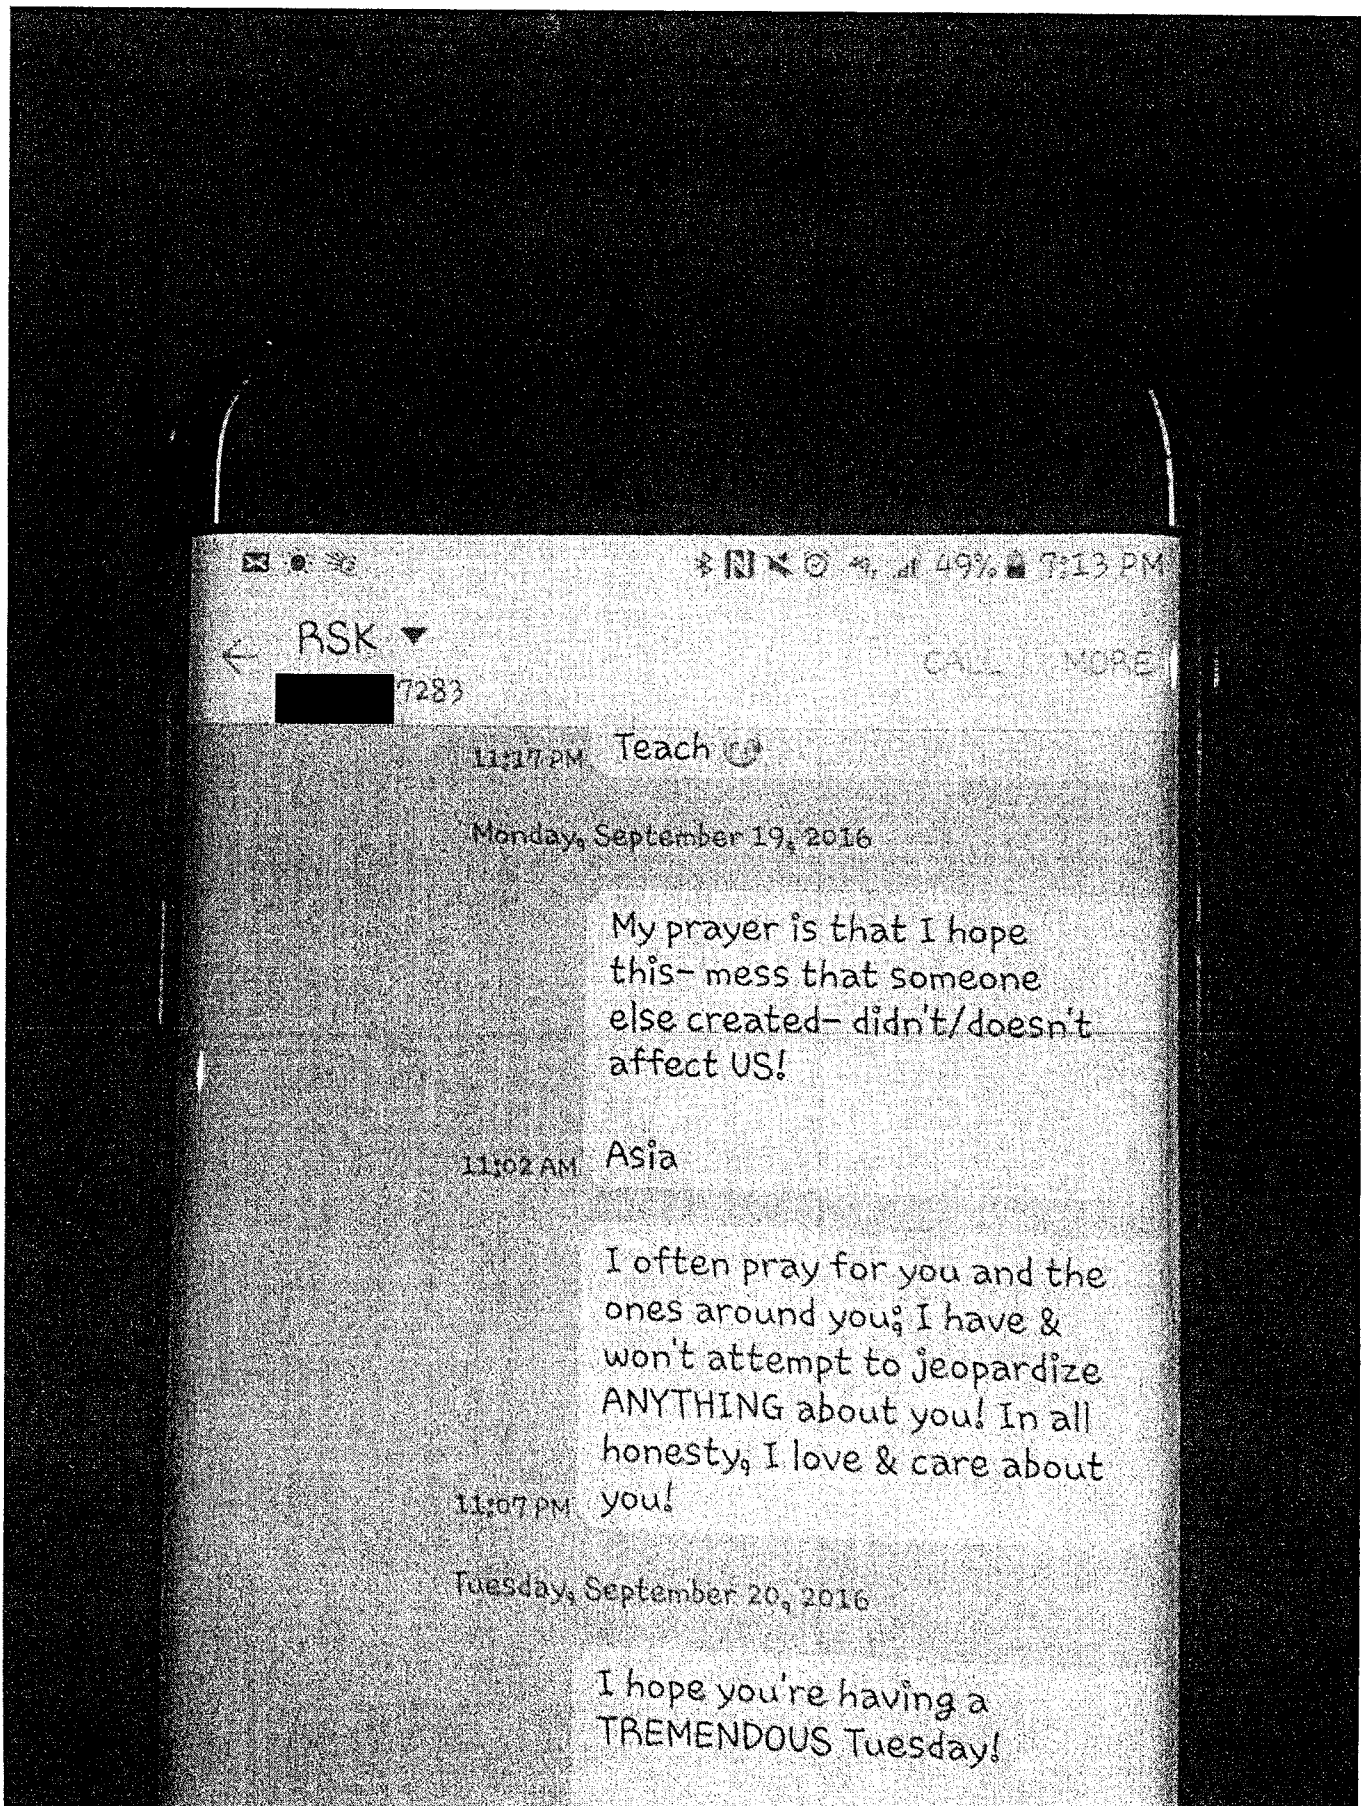 49% 7:13 PM
RSK
7283
CALL MORE
Teach
11:17 PM
Monday, September 19, 2016
My prayer is that I hope
this- mess that someone
else created- didn't/doesn't
affect US!
Asia
11:02 AM
I often pray for you and the
ones around you; I have &
won't attempt to jeopardize
ANYTHING about you! In all
honesty, I love & care about
you!
11:07 PM
Tuesday, September 20, 2016
I hope you're having a
TREMENDOUS Tuesday!